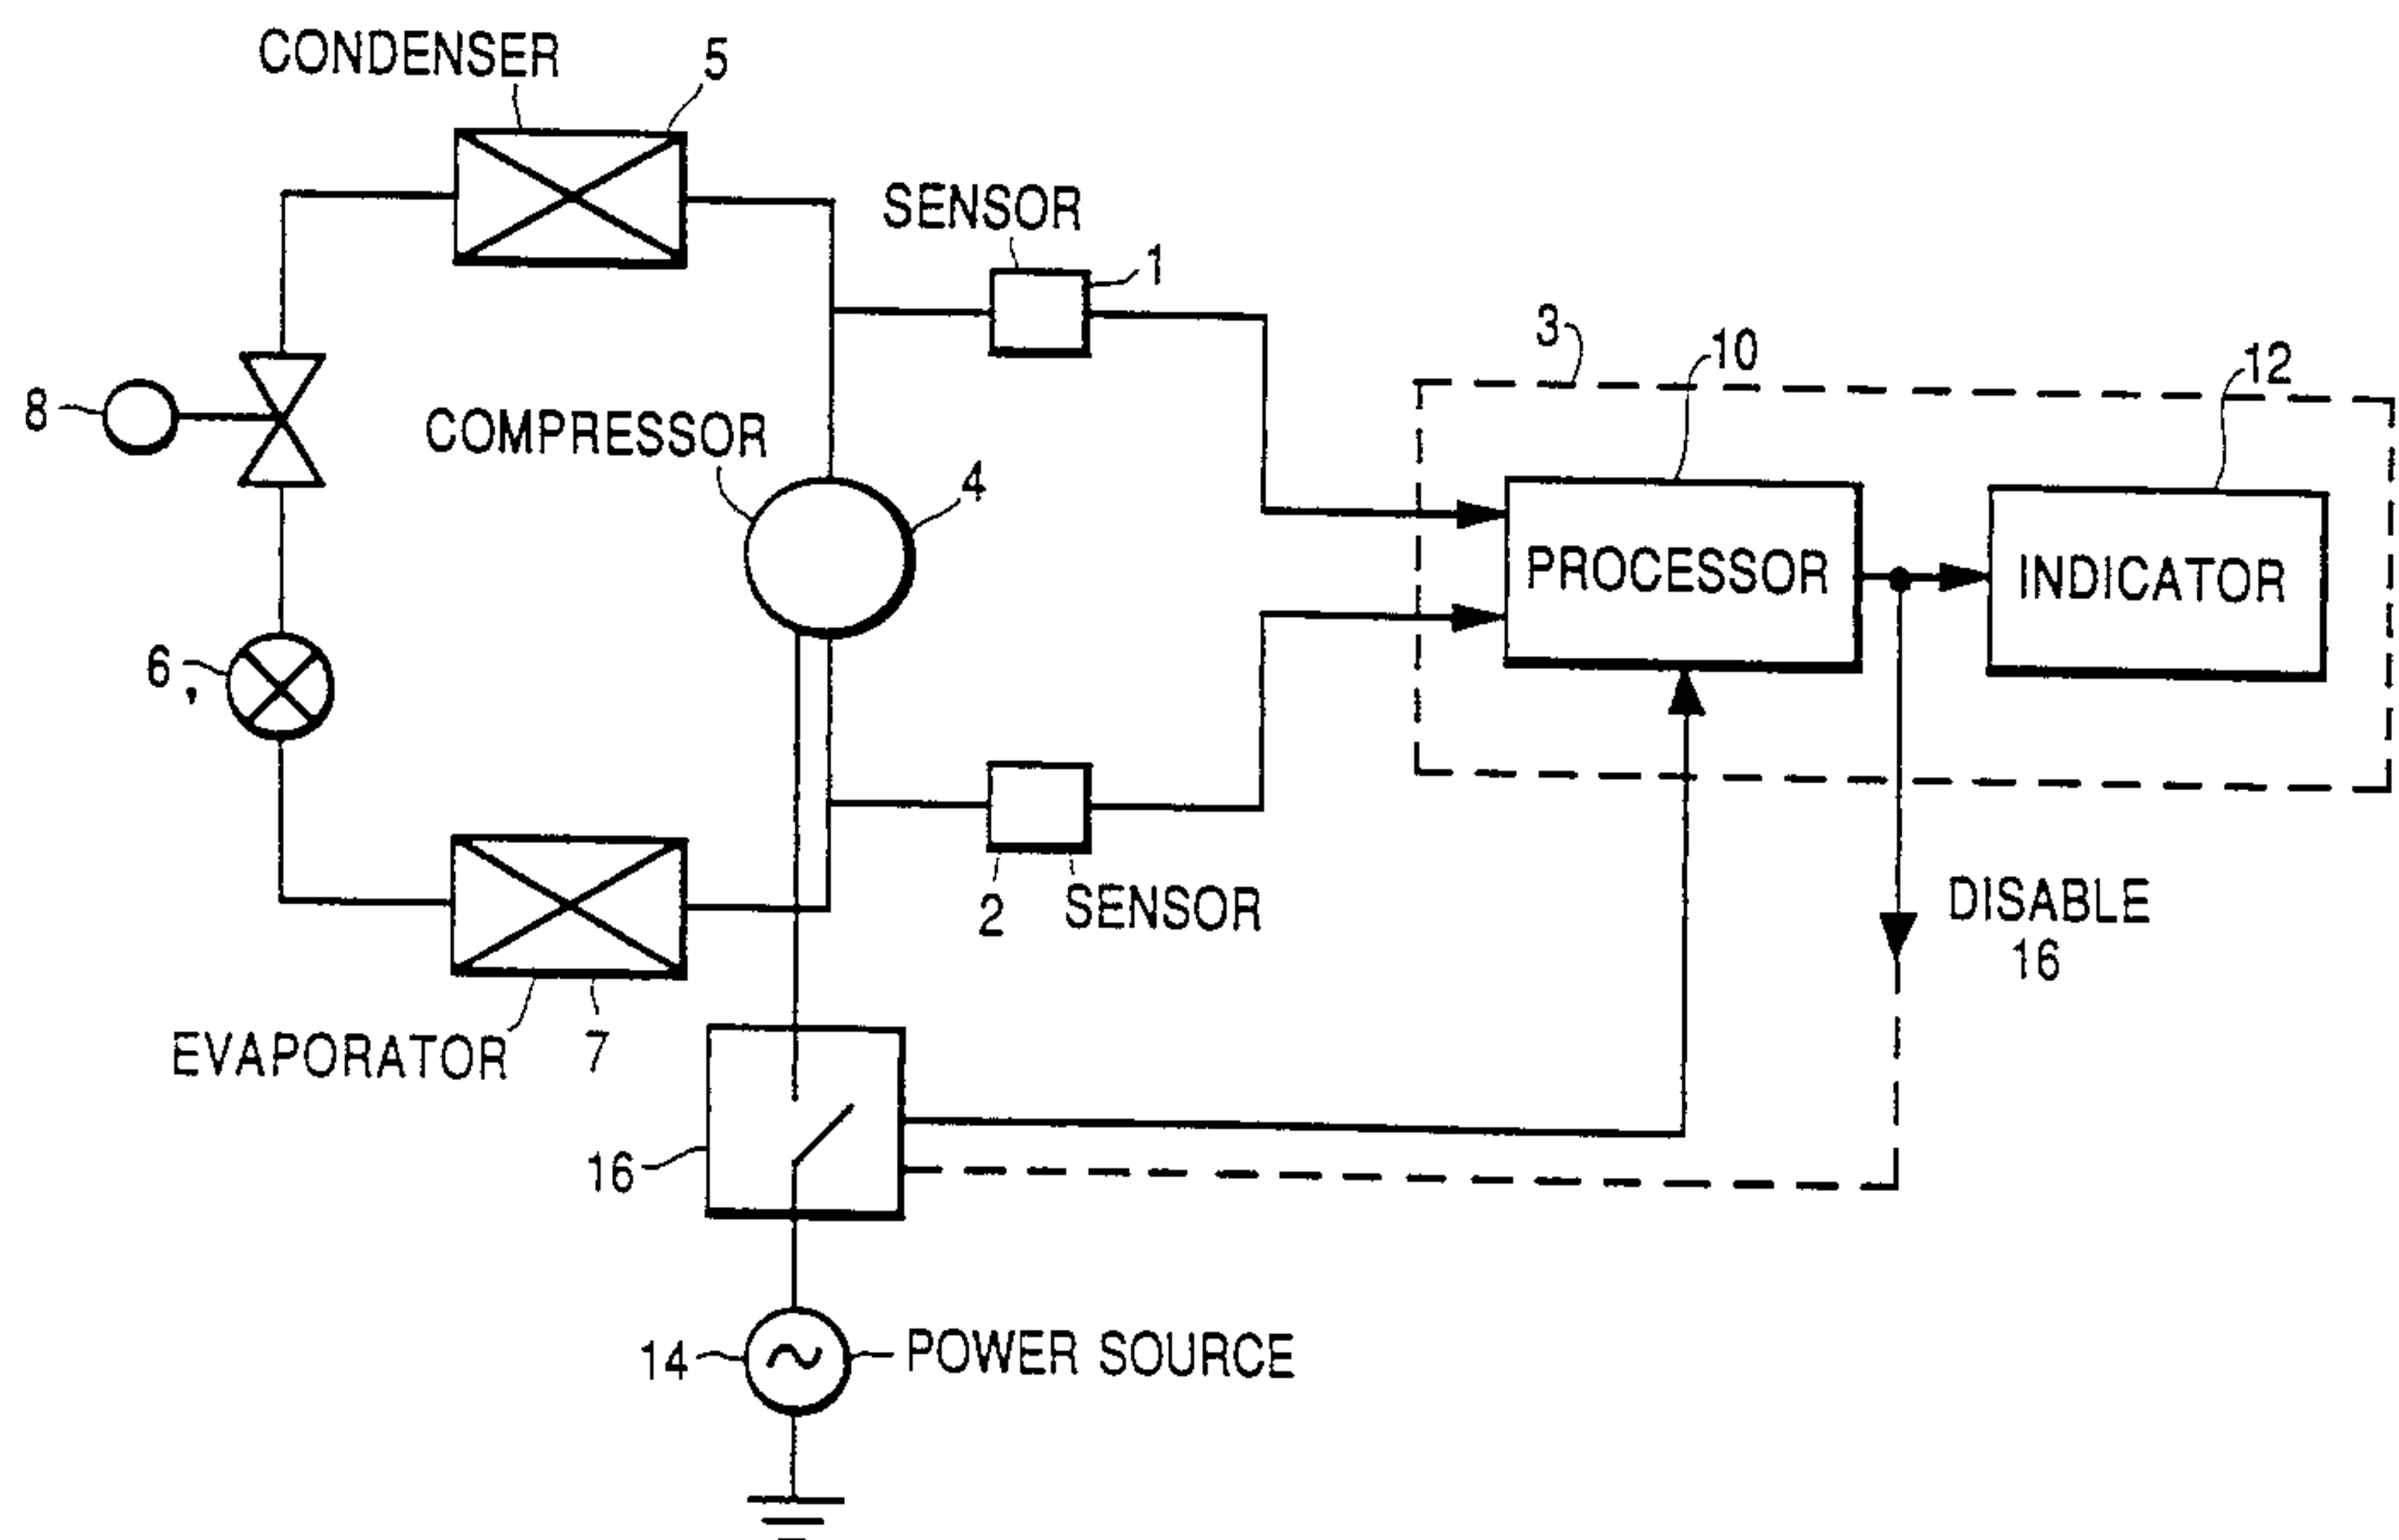 CONDENSER
5
SENSOR
1
3
10
12
8
COMPRESSOR
4
PROCESSOR
INDICATOR
6,
2
SENSOR
DISABLE
16
EVAPORATOR
7
16
14
POWER SOURCE